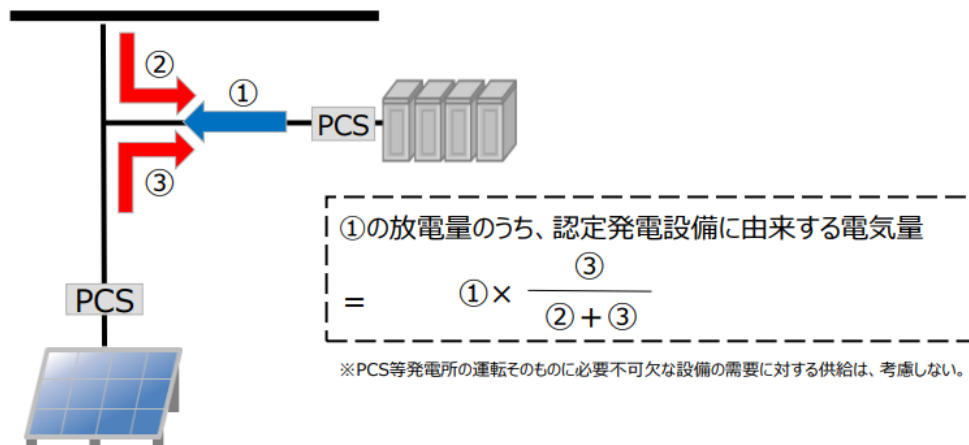 ②
①
PCS
③
①の放電量のうち、認定発電設備に由来する電気量
③
= ①×
②+③
PCS
※PCS等発電所の運転そのものに必要不可欠な設備の需要に対する供給は、考慮しない。